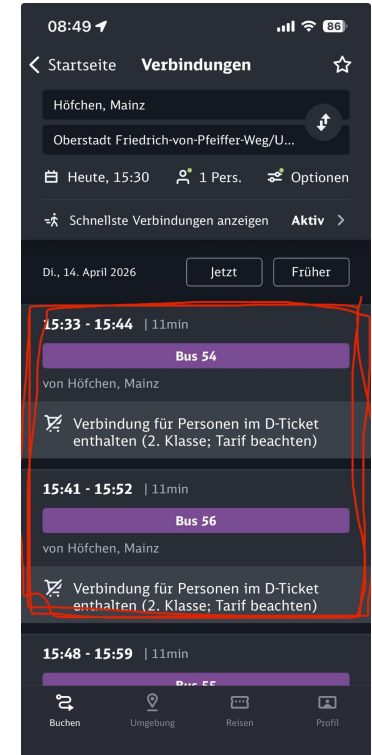 08:49
86
Startseite Verbindungen
Höfchen, Mainz
Oberstadt Friedrich-von-Pfeiffer-Weg/U...
Heute, 15:30 1 Pers. Optionen
Schnellste Verbindungen anzeigen Aktiv
Di., 14. April 2026 Jetzt Früher
15:33 - 15:44 | 11min
Bus 54
von Höfchen, Mainz
Verbindung für Personen im D-Ticket
enthalten (2. Klasse; Tarif beachten)
15:41 - 15:52 | 11min
Bus 56
von Höfchen, Mainz
Verbindung für Personen im D-Ticket
enthalten (2. Klasse; Tarif beachten)
15:48 - 15:59 | 11min
Bus 55
Buchen Umgebung Reisen Profil